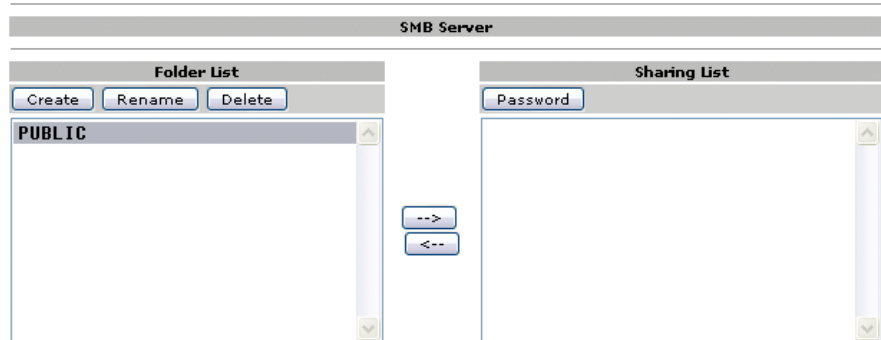 SMB Server
Folder List
Sharing List
Create Rename Delete
Password
PUBLIC
-->
<--